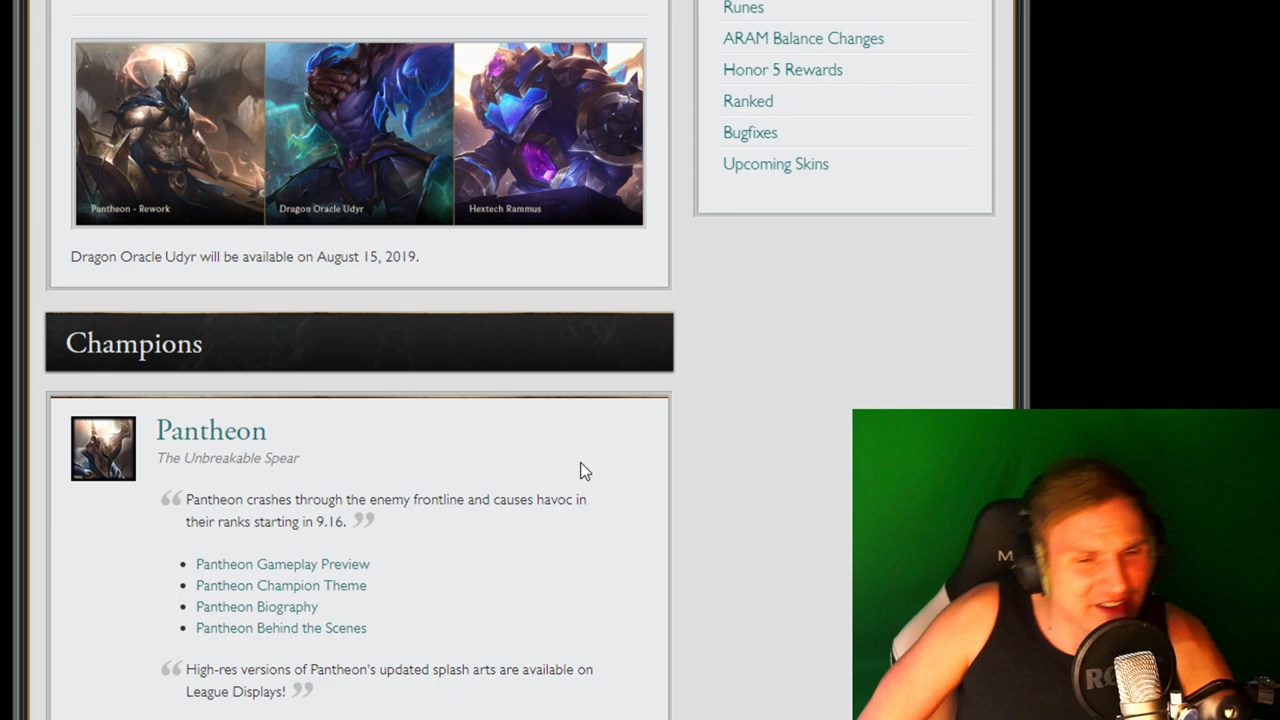 Runes
ARAM Balance Changes
Honor 5 Rewards
Ranked
Bugfixes
Upcoming Skins
Pantheon - Rework
Dragon Oracle Udyr
Hextech Rammus
Dragon Oracle Udyr will be available on August 15, 2019.
Champions
Pantheon
The Unbreakable Spear
“ Pantheon crashes through the enemy frontline and causes havoc in
their ranks starting in 9.16. ”
• Pantheon Gameplay Preview
• Pantheon Champion Theme
• Pantheon Biography
• Pantheon Behind the Scenes
“ High-res versions of Pantheon's updated splash arts are available on
League Displays! ”